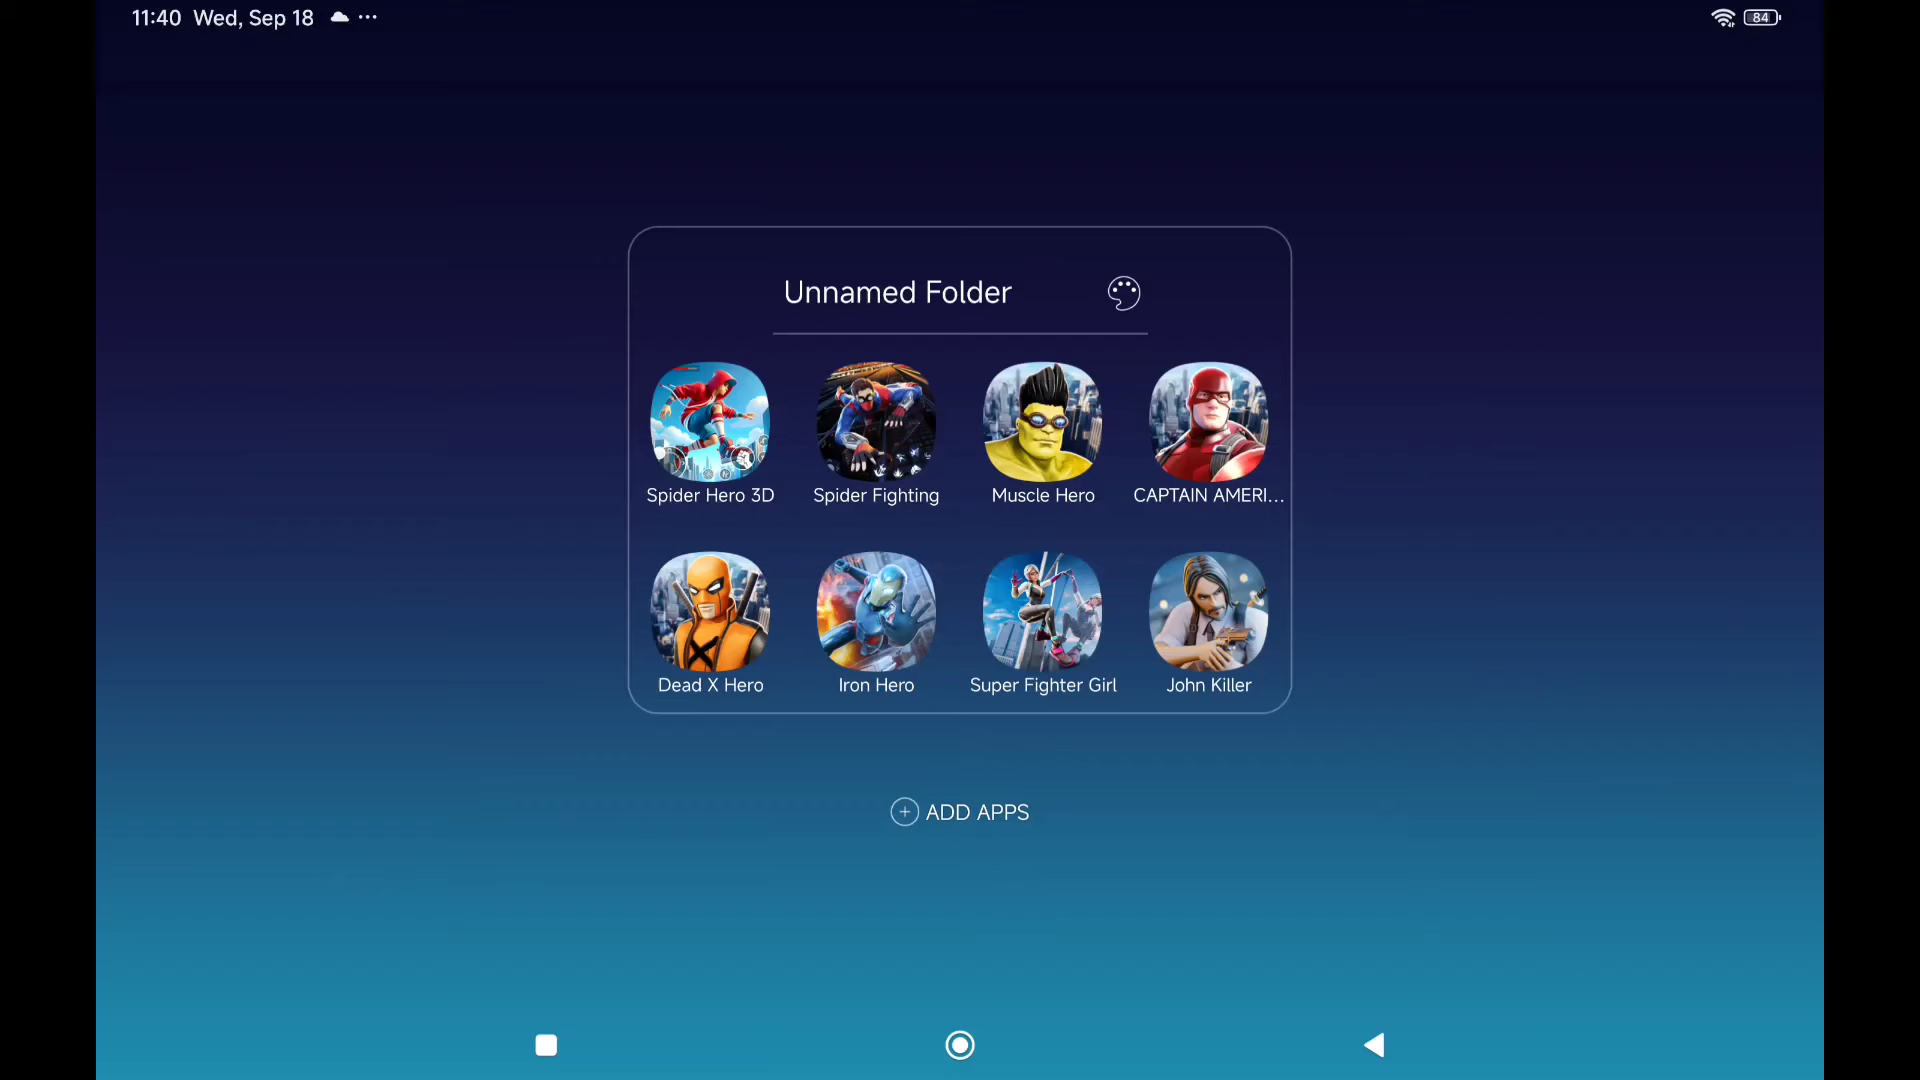 11:40 Wed, Sep 18
84
Unnamed Folder
Spider Hero 3D
Spider Fighting
Muscle Hero
CAPTAIN AMERI...
Dead X Hero
Iron Hero
Super Fighter Girl
John Killer
ADD APPS